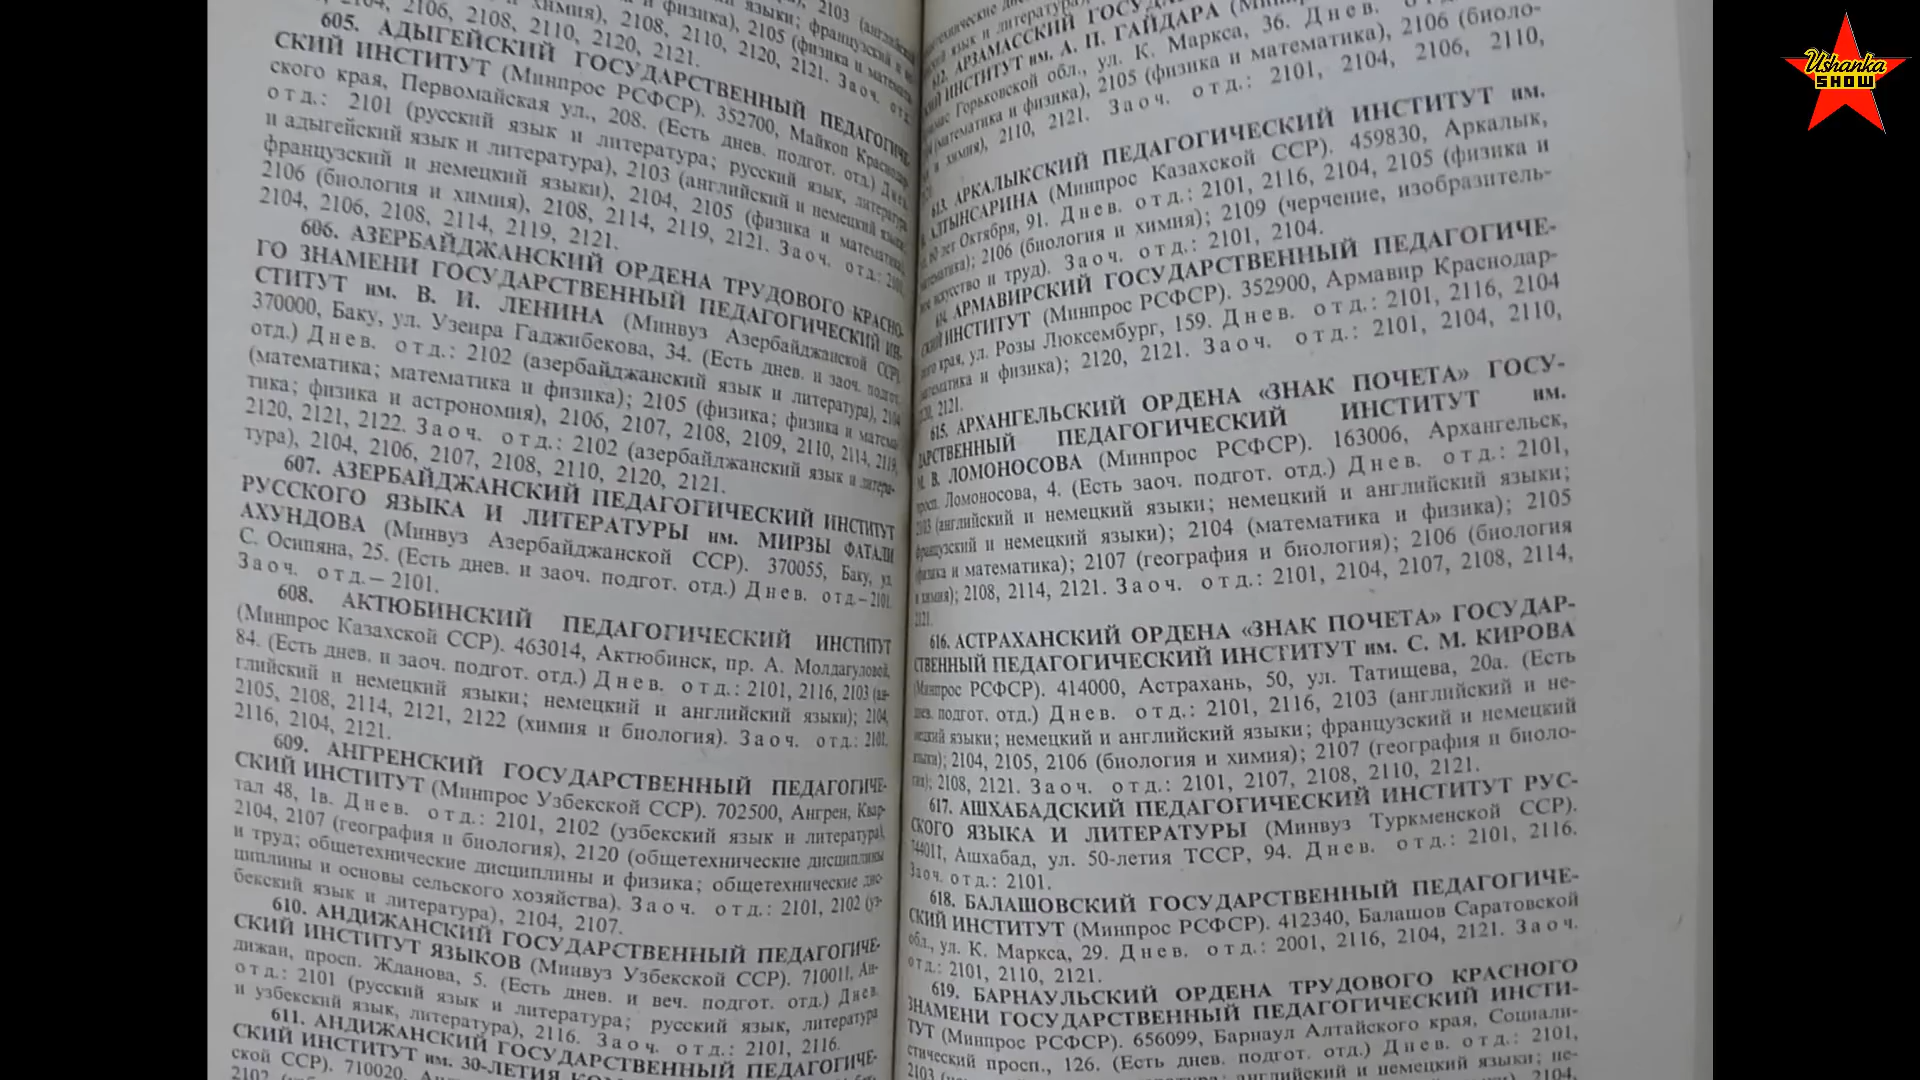 2104, 2106, 2108, 2110, 2120, 2121.
605. АДЫГЕЙСКИЙ ГОСУДАРСТВЕННЫЙ ПЕДАГОГИЧЕ-
СКИЙ ИНСТИТУТ (Минпрос РСФСР). 352700, Майкоп Краснодар-
ского края, Первомайская ул., 208. (Есть днев. подгот. отд.) Днев.
отд.: 2101 (русский язык и литература; русский язык, литература
и адыгейский язык и литература), 2103 (английский и немецкий языки;
французский и немецкий языки), 2104, 2105 (физика и математика),
2106 (биология и химия), 2108, 2114, 2119, 2121. Заоч. отд.: 2101,
2104, 2106, 2108, 2114, 2119, 2121.
606. АЗЕРБАЙДЖАНСКИЙ ОРДЕНА ТРУДОВОГО КРАСНО-
ГО ЗНАМЕНИ ГОСУДАРСТВЕННЫЙ ПЕДАГОГИЧЕСКИЙ ИН-
СТИТУТ им. В. И. ЛЕНИНА (Минвуз Азербайджанской ССР).
370000, Баку, ул. Узеира Гаджибекова, 34. (Есть днев. и заоч. подгот.
отд.) Днев. отд.: 2102 (азербайджанский язык и литература), 2104
(математика; математика и физика); 2105 (физика; физика и матема-
тика; физика и астрономия), 2106, 2107, 2108, 2109, 2110, 2114, 2119,
2120, 2121, 2122. Заоч. отд.: 2102 (азербайджанский язык и литера-
тура), 2104, 2106, 2107, 2108, 2110, 2120, 2121.
607. АЗЕРБАЙДЖАНСКИЙ ПЕДАГОГИЧЕСКИЙ ИНСТИТУТ
РУССКОГО ЯЗЫКА И ЛИТЕРАТУРЫ им. МИРЗЫ ФАТАЛИ
АХУНДОВА (Минвуз Азербайджанской ССР). 370055, Баку, ул.
С. Осипяна, 25. (Есть днев. и заоч. подгот. отд.) Днев. отд.–2101.
Заоч. отд.–2101.
608. АКТЮБИНСКИЙ ПЕДАГОГИЧЕСКИЙ ИНСТИТУТ
(Минпрос Казахской ССР). 463014, Актюбинск, пр. А. Молдагуловой,
84. (Есть днев. и заоч. подгот. отд.) Днев. отд.: 2101, 2116, 2103 (ан-
глийский и немецкий языки; немецкий и английский языки); 2104,
2105, 2108, 2114, 2121, 2122 (химия и биология). Заоч. отд.: 2101,
2116, 2104, 2121.
609. АНГРЕНСКИЙ ГОСУДАРСТВЕННЫЙ ПЕДАГОГИЧЕ-
СКИЙ ИНСТИТУТ (Минпрос Узбекской ССР). 702500, Ангрен, Квар-
тал 48, 1в. Днев. отд.: 2101, 2102 (узбекский язык и литература),
2104, 2107 (география и биология), 2120 (общетехнические дисциплины
и труд; общетехнические дисциплины и физика; общетехнические дис-
циплины и основы сельского хозяйства). Заоч. отд.: 2101, 2102 (уз-
бекский язык и литература), 2104, 2107.
610. АНДИЖАНСКИЙ ГОСУДАРСТВЕННЫЙ ПЕДАГОГИЧЕ-
СКИЙ ИНСТИТУТ ЯЗЫКОВ (Минвуз Узбекской ССР). 710011, Ан-
дижан, просп. Жданова, 5. (Есть днев. и веч. подгот. отд.) Днев.
отд.: 2101 (русский язык и литература; русский язык, литература
и узбекский язык, литература), 2116. Заоч. отд.: 2101, 2116.
611. АНДИЖАНСКИЙ ГОСУДАРСТВЕННЫЙ ПЕДАГОГИЧЕ-
СКИЙ ИНСТИТУТ им. 30-ЛЕТИЯ
ской ССР). 710020,
612. АРЗАМАССКИЙ
ИНСТИТУТ им. А. П. ГАЙДАРА
Горьковской обл., ул. К. Маркса, 36. Днев.
(математика и физика), 2105 (физика и математика), 2106 (биоло-
и химия), 2110, 2121. Заоч. отд.: 2101, 2104, 2106, 2110,
613. АРКАЛЫКСКИЙ ПЕДАГОГИЧЕСКИЙ ИНСТИТУТ им.
АЛТЫНСАРИНА (Минпрос Казахской ССР). 459830, Аркалык,
лет Октября, 91. Днев. отд.: 2101, 2116, 2104, 2105 (физика и
математика); 2106 (биология и химия); 2109 (черчение, изобразитель-
искусство и труд). Заоч. отд.: 2101, 2104.
614. АРМАВИРСКИЙ ГОСУДАРСТВЕННЫЙ ПЕДАГОГИЧЕ-
СКИЙ ИНСТИТУТ (Минпрос РСФСР). 352900, Армавир Краснодар-
ского края, ул. Розы Люксембург, 159. Днев. отд.: 2101, 2116, 2104
(математика и физика); 2120, 2121. Заоч. отд.: 2101, 2104, 2110,
2120, 2121.
615. АРХАНГЕЛЬСКИЙ ОРДЕНА «ЗНАК ПОЧЕТА» ГОСУ-
ДАРСТВЕННЫЙ ПЕДАГОГИЧЕСКИЙ ИНСТИТУТ им.
М. В. ЛОМОНОСОВА (Минпрос РСФСР). 163006, Архангельск,
просп. Ломоносова, 4. (Есть заоч. подгот. отд.) Днев. отд.: 2101,
2103 (английский и немецкий языки; немецкий и английский языки;
французский и немецкий языки); 2104 (математика и физика); 2105
(физика и математика); 2107 (география и биология); 2106 (биология
и химия); 2108, 2114, 2121. Заоч. отд.: 2101, 2104, 2107, 2108, 2114,
2121.
616. АСТРАХАНСКИЙ ОРДЕНА «ЗНАК ПОЧЕТА» ГОСУДАР-
СТВЕННЫЙ ПЕДАГОГИЧЕСКИЙ ИНСТИТУТ им. С. М. КИРОВА
(Минпрос РСФСР). 414000, Астрахань, 50, ул. Татищева, 20а. (Есть
днев. подгот. отд.) Днев. отд.: 2101, 2116, 2103 (английский и не-
мецкий языки; немецкий и английский языки; французский и немецкий
языки); 2104, 2105, 2106 (биология и химия); 2107 (география и биоло-
гия); 2108, 2121. Заоч. отд.: 2101, 2107, 2108, 2110, 2121.
617. АШХАБАДСКИЙ ПЕДАГОГИЧЕСКИЙ ИНСТИТУТ РУС-
СКОГО ЯЗЫКА И ЛИТЕРАТУРЫ (Минвуз Туркменской ССР).
744011, Ашхабад, ул. 50-летия ТССР, 94. Днев. отд.: 2101, 2116.
Заоч. отд.: 2101.
618. БАЛАШОВСКИЙ ГОСУДАРСТВЕННЫЙ ПЕДАГОГИЧЕ-
СКИЙ ИНСТИТУТ (Минпрос РСФСР). 412340, Балашов Саратовской
обл., ул. К. Маркса, 29. Днев. отд.: 2001, 2116, 2104, 2121. Заоч.
отд.: 2101, 2110, 2121.
619. БАРНАУЛЬСКИЙ ОРДЕНА ТРУДОВОГО КРАСНОГО
ЗНАМЕНИ ГОСУДАРСТВЕННЫЙ ПЕДАГОГИЧЕСКИЙ ИНСТИ-
ТУТ (Минпрос РСФСР). 656099, Барнаул Алтайского края, Социали-
стический просп., 126. (Есть днев. подгот. отд.) Днев. отд.: 2101,
английский и немецкий языки; не-
Ushanka
SHOW